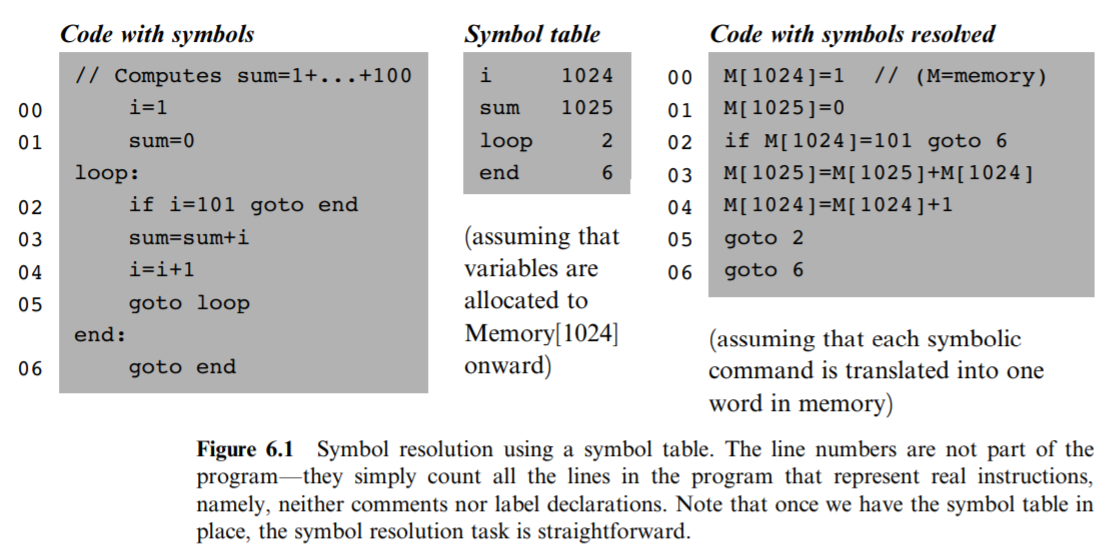 Code with symbols
// Computes sum=1+...+100
00 i=1
01 sum=0
loop:
02 if i=101 goto end
03 sum=sum+i
04 i=i+1
05 goto loop
end:
06 goto end
Symbol table
i 1024
sum 1025
loop 2
end 6
(assuming that
variables are
allocated to
Memory[1024]
onward)
Code with symbols resolved
00 M[1024]=1 // (M=memory)
01 M[1025]=0
02 if M[1024]=101 goto 6
03 M[1025]=M[1025]+M[1024]
04 M[1024]=M[1024]+1
05 goto 2
06 goto 6
(assuming that each symbolic
command is translated into one
word in memory)
Figure 6.1 Symbol resolution using a symbol table. The line numbers are not part of the
program—they simply count all the lines in the program that represent real instructions,
namely, neither comments nor label declarations. Note that once we have the symbol table in
place, the symbol resolution task is straightforward.